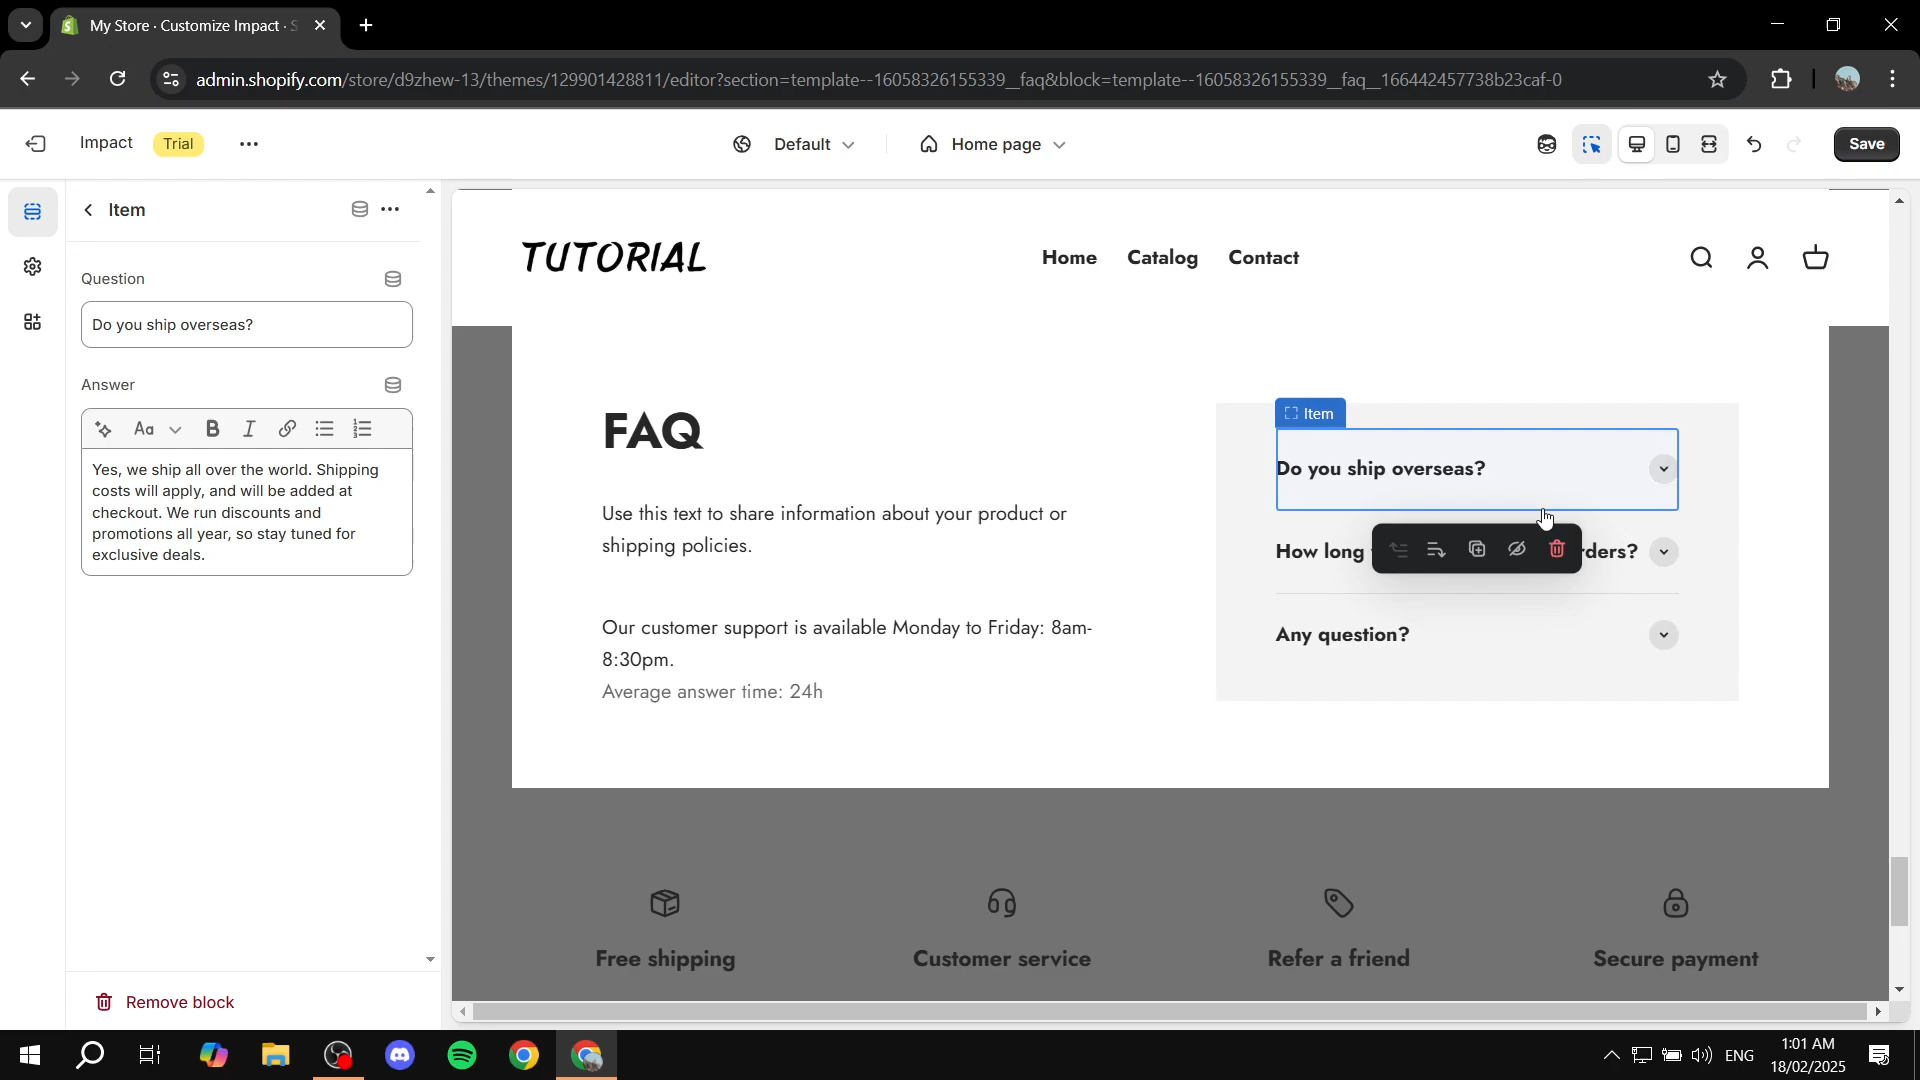 My Store · Customize Impact · S
admin.shopify.com/store/d9zhew-13/themes/129901428811/editor?section=template--16058326155339__faq&block=template--16058326155339__faq__166442457738b23caf-0
Impact
Trial
Default
Home page
Save
Item
Question
Do you ship overseas?
Answer
Aa
Yes, we ship all over the world. Shipping
costs will apply, and will be added at
checkout. We run discounts and
promotions all year, so stay tuned for
exclusive deals.
Remove block
TUTORIAL
Home
Catalog
Contact
FAQ
Use this text to share information about your product or
shipping policies.
Our customer support is available Monday to Friday: 8am-
8:30pm.
Average answer time: 24h
Item
Do you ship overseas?
How long
rders?
Any question?
Free shipping
Customer service
Refer a friend
Secure payment
ENG
1:01 AM
18/02/2025